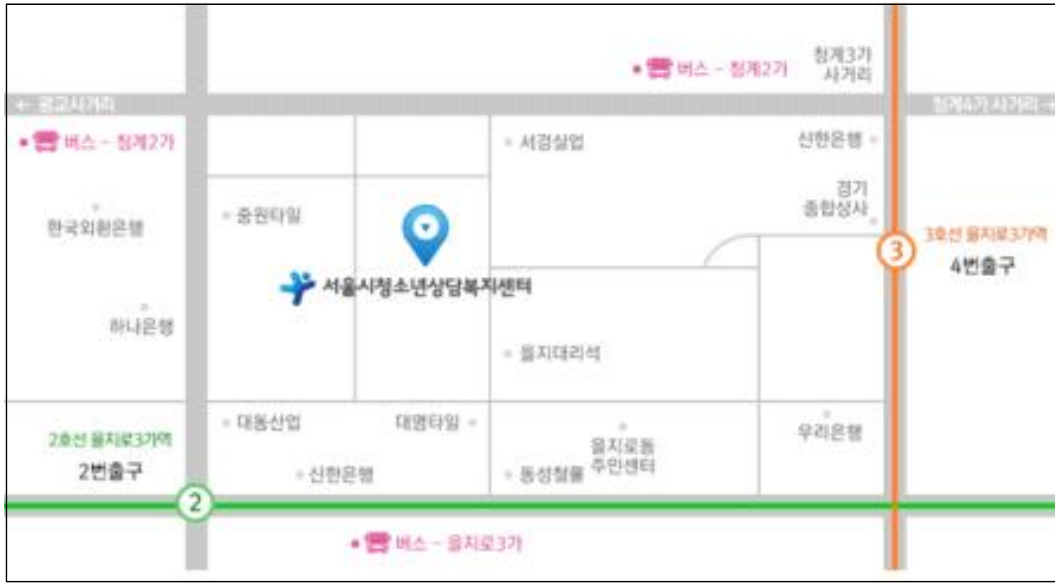 버스 - 청계2가
청계3가
사거리
← 광교사거리
청계4가 사거리→
버스 - 청계2가
서경실업
신한은행
한국외환은행
중원타일
경기
종합상사
3
3호선 을지로3가역
4번출구
서울시청소년상담복지센터
하나은행
을지대리석
2호선 을지로3가역
2번출구
대동산업
대명타일
을지로동
주민센터
우리은행
신한은행
동성철물
2
버스 - 을지로3가